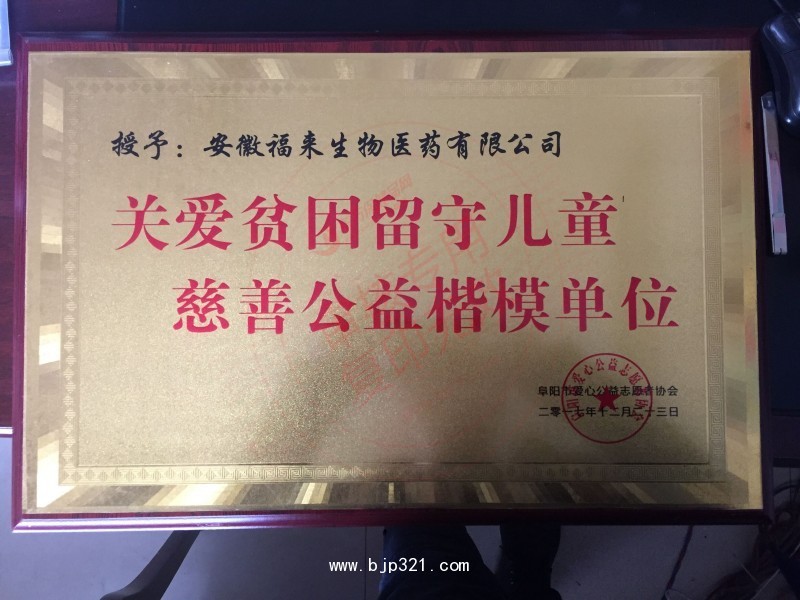 授予：安徽福来生物医药有限公司
关爱贫困留守儿童
慈善公益楷模单位
阜阳市爱心公益志愿者协会
二零一七年十二月二十三日
www.bjp321.com